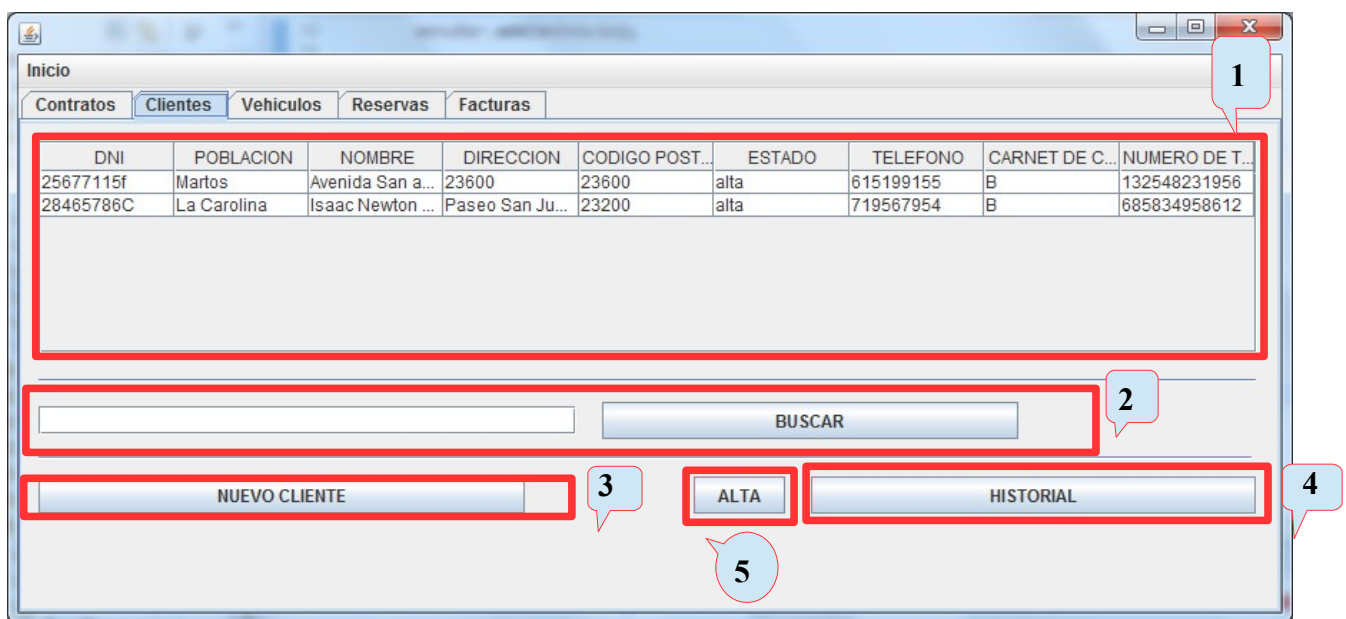 1
Inicio
Contratos Clientes Vehiculos Reservas Facturas
DNI POBLACION NOMBRE DIRECCION CODIGO POST... ESTADO TELEFONO CARNET DE C... NUMERO DE T...
25677115f Martos Avenida San a... 23600 23600 alta 615199155 B 132548231956
28465786C La Carolina Isaac Newton ... Paseo San Ju... 23200 alta 719567954 B 685834958612
2
BUSCAR
3
4
NUEVO CLIENTE ALTA HISTORIAL
5